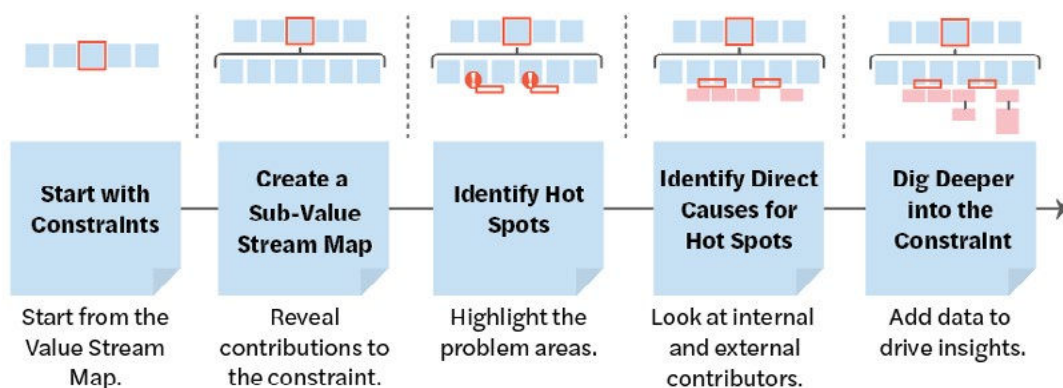 Start with
Constraints
Create a
Sub-Value
Stream Map
Identify Hot
Spots
Identify Direct
Causes for
Hot Spots
Dig Deeper
into the
Constraint
Start from the
Value Stream
Map.
Reveal
contributions to
the constraint.
Highlight the
problem areas.
Look at internal
and external
contributors.
Add data to
drive insights.